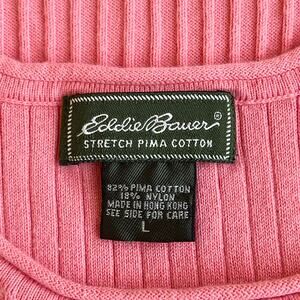 Eddie Bauer®
STRETCH PIMA COTTON
82% PIMA COTTON
18% NYLON
MADE IN HONG KONG
SEE SIDE FOR CARE
L